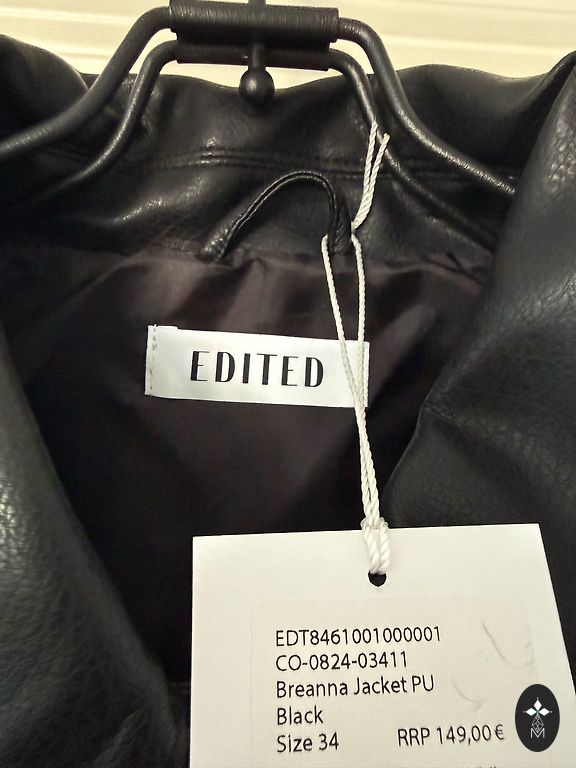 EDITED
EDT8461001000001
CO-0824-03411
Breanna Jacket PU
Black
Size 34 RRP 149,00 €